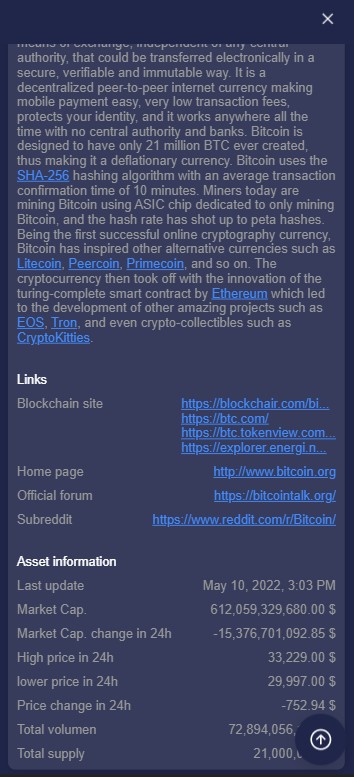 means of exchange, independent of any central
authority, that could be transferred electronically in a
secure, verifiable and immutable way. It is a
decentralized peer-to-peer internet currency making
mobile payment easy, very low transaction fees,
protects your identity, and it works anywhere all the
time with no central authority and banks. Bitcoin is
designed to have only 21 million BTC ever created,
thus making it a deflationary currency. Bitcoin uses the
SHA-256 hashing algorithm with an average transaction
confirmation time of 10 minutes. Miners today are
mining Bitcoin using ASIC chip dedicated to only mining
Bitcoin, and the hash rate has shot up to peta hashes.
Being the first successful online cryptography currency,
Bitcoin has inspired other alternative currencies such as
Litecoin, Peercoin, Primecoin, and so on. The
cryptocurrency then took off with the innovation of the
turing-complete smart contract by Ethereum which led
to the development of other amazing projects such as
EOS, Tron, and even crypto-collectibles such as
CryptoKitties.
Links
Blockchain site https://blockchair.com/bi...
https://btc.com/
https://btc.tokenview.com...
https://explorer.energi.n...
Home page http://www.bitcoin.org
Official forum https://bitcointalk.org/
Subreddit https://www.reddit.com/r/Bitcoin/
Asset information
Last update May 10, 2022, 3:03 PM
Market Cap. 612,059,329,680.00 $
Market Cap. change in 24h -15,376,701,092.85 $
High price in 24h 33,229.00 $
lower price in 24h 29,997.00 $
Price change in 24h -752.94 $
Total volumen 72,894,056, $
Total supply 21,000, $